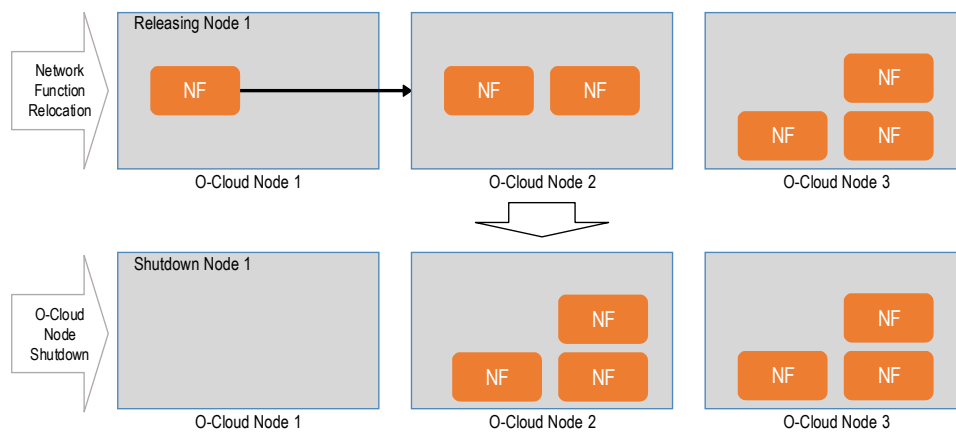 Releasing Node 1
Network
Function
Relocation
NF
NF
NF
NF
NF
NF
O-Cloud Node 1
O-Cloud Node 2
O-Cloud Node 3
Shutdown Node 1
O-Cloud
Node
Shutdown
NF
NF
NF
NF
NF
NF
O-Cloud Node 1
O-Cloud Node 2
O-Cloud Node 3